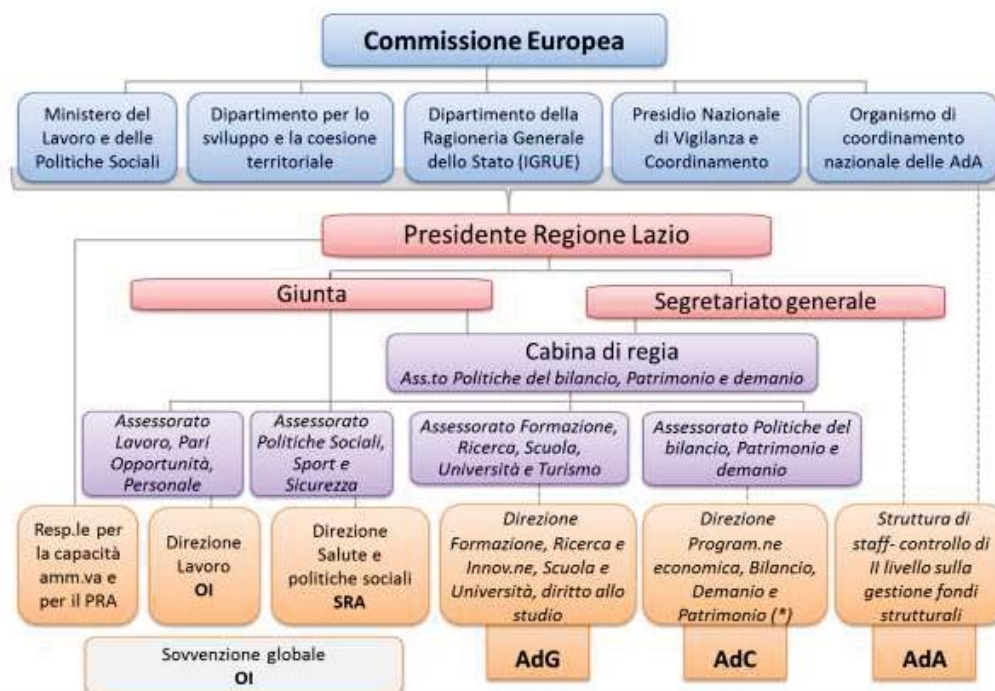 Commissione Europea
Ministero del
Lavoro e delle
Politiche Sociali
Dipartimento per lo
sviluppo e la coesione
territoriale
Dipartimento della
Ragioneria Generale
dello Stato (IGRUE)
Presidio Nazionale
di Vigilanza e
Coordinamento
Organismo di
coordinamento
nazionale delle AdA
Presidente Regione Lazio
Giunta
Segretariato generale
Cabina di regia
Ass.to Politiche del bilancio, Patrimonio e demanio
Assessorato
Lavoro, Pari
Opportunità,
Personale
Assessorato
Politiche Sociali,
Sport e
Sicurezza
Assessorato Formazione,
Ricerca, Scuola,
Università e Turismo
Assessorato Politiche del
bilancio, Patrimonio e
demanio
Resp.le per
la capacità
amm.va e
per il PRA
Direzione
Lavoro
OI
Direzione
Salute e
politiche sociali
SRA
Direzione
Formazione, Ricerca e
Innov.ne, Scuola e
Università, diritto allo
studio
Direzione
Program.ne
economica, Bilancio,
Demanio e
Patrimonio (*)
Struttura di
staff- controllo di
II livello sulla
gestione fondi
strutturali
Sovvenzione globale
OI
AdG
AdC
AdA